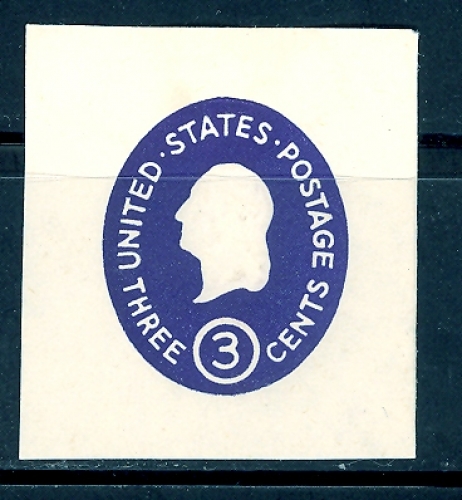 UNITED · STATES · POSTAGE
THREE 3 CENTS